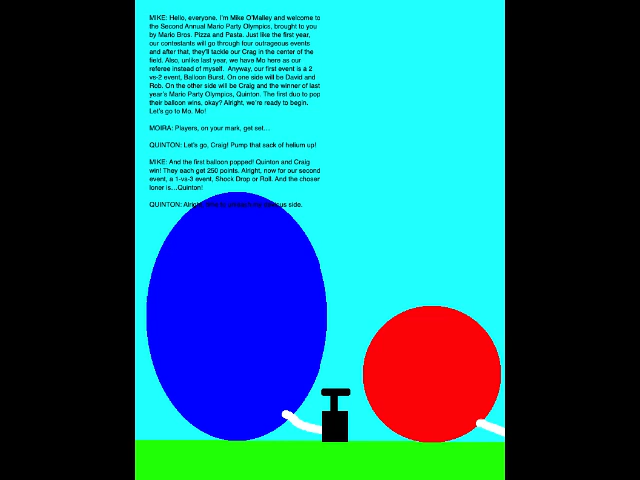 MIKE: Hello, everyone. I'm Mike O'Malley and welcome to
the Second Annual Mario Party Olympics, brought to you
by Mario Bros. Pizza and Pasta. Just like the first year,
our contestants will go through four outrageous events
and after that, they'll tackle our Crag in the center of the
field. Also, unlike last year, we have Mo here as our
referee instead of myself. Anyway, our first event is a 2
vs-2 event, Balloon Burst. On one side will be David and
Rob. On the other side will be Craig and the winner of last
year's Mario Party Olympics, Quinton. The first duo to pop
their balloon wins, okay? Alright, we're ready to begin.
Let's go to Mo. Mo!
MOIRA: Players, on your mark, get set...
QUINTON: Let's go, Craig! Pump that sack of helium up!
MIKE: And the first balloon popped! Quinton and Craig
win! They each get 250 points. Alright, now for our second
event, a 1-vs-3 event, Shock Drop or Roll. And the choser
loner is...Quinton!
QUINTON: side.